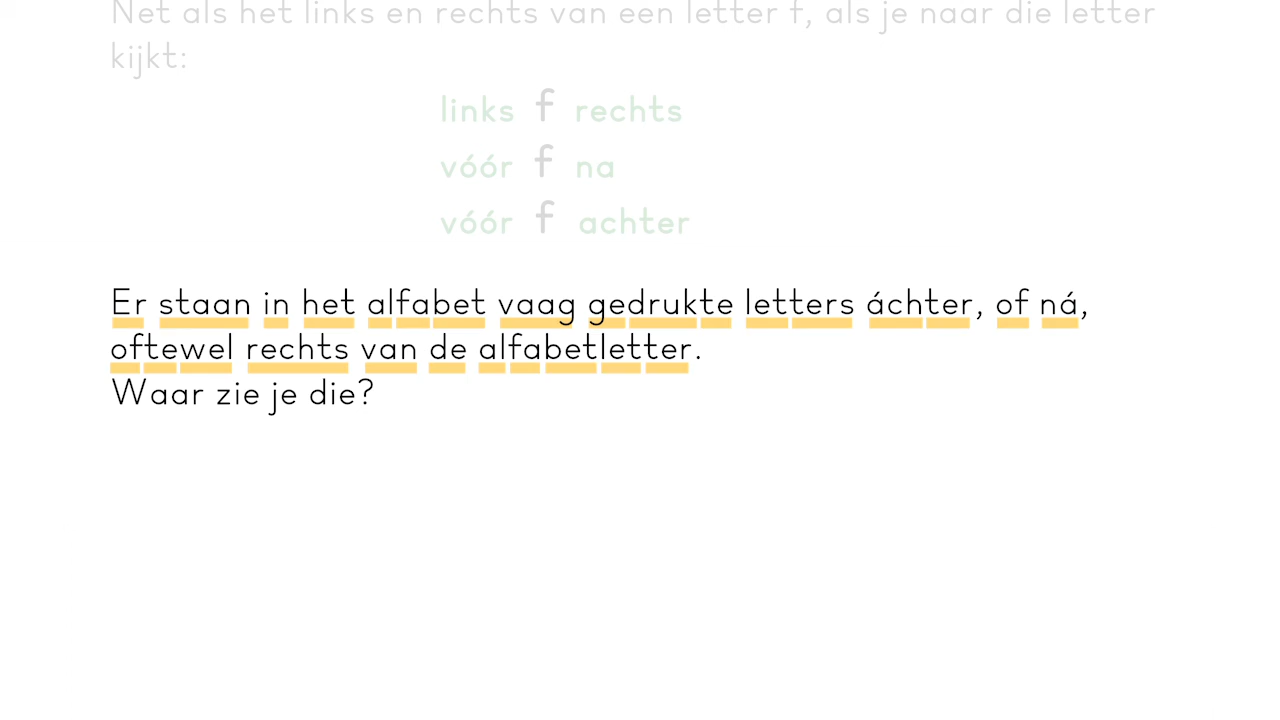 Net als het links en rechts van een letter f, als je naar die letter
kijkt:
links f rechts
vóór f na
vóór f achter
Er staan in het alfabet vaag gedrukte letters áchter, of ná,
oftewel rechts van de alfabetletter.
Waar zie je die?